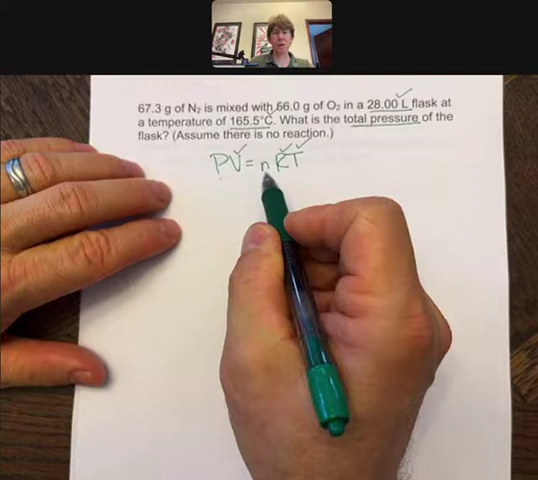 67.3 g of N₂ is mixed with 66.0 g of O₂ in a 28.00 L flask at
a temperature of 165.5°C. What is the total pressure of the
flask? (Assume there is no reaction.)
PV = nRT